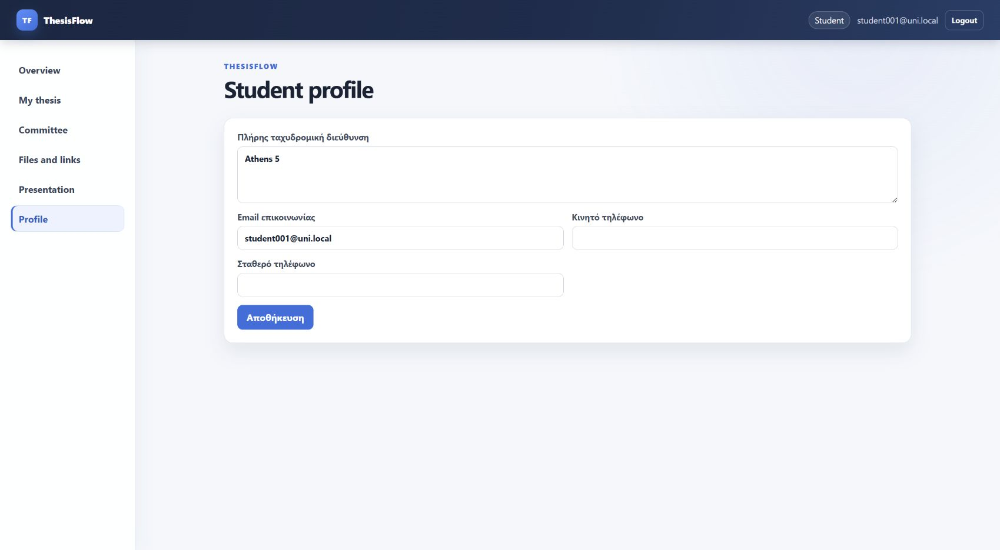 TF
ThesisFlow
Student
student001@uni.local
Logout
Overview
My thesis
Committee
Files and links
Presentation
Profile
THESISFLOW
Student profile
Πλήρης ταχυδρομική διεύθυνση
Athens 5
Email επικοινωνίας
student001@uni.local
Κινητό τηλέφωνο
Σταθερό τηλέφωνο
Αποθήκευση